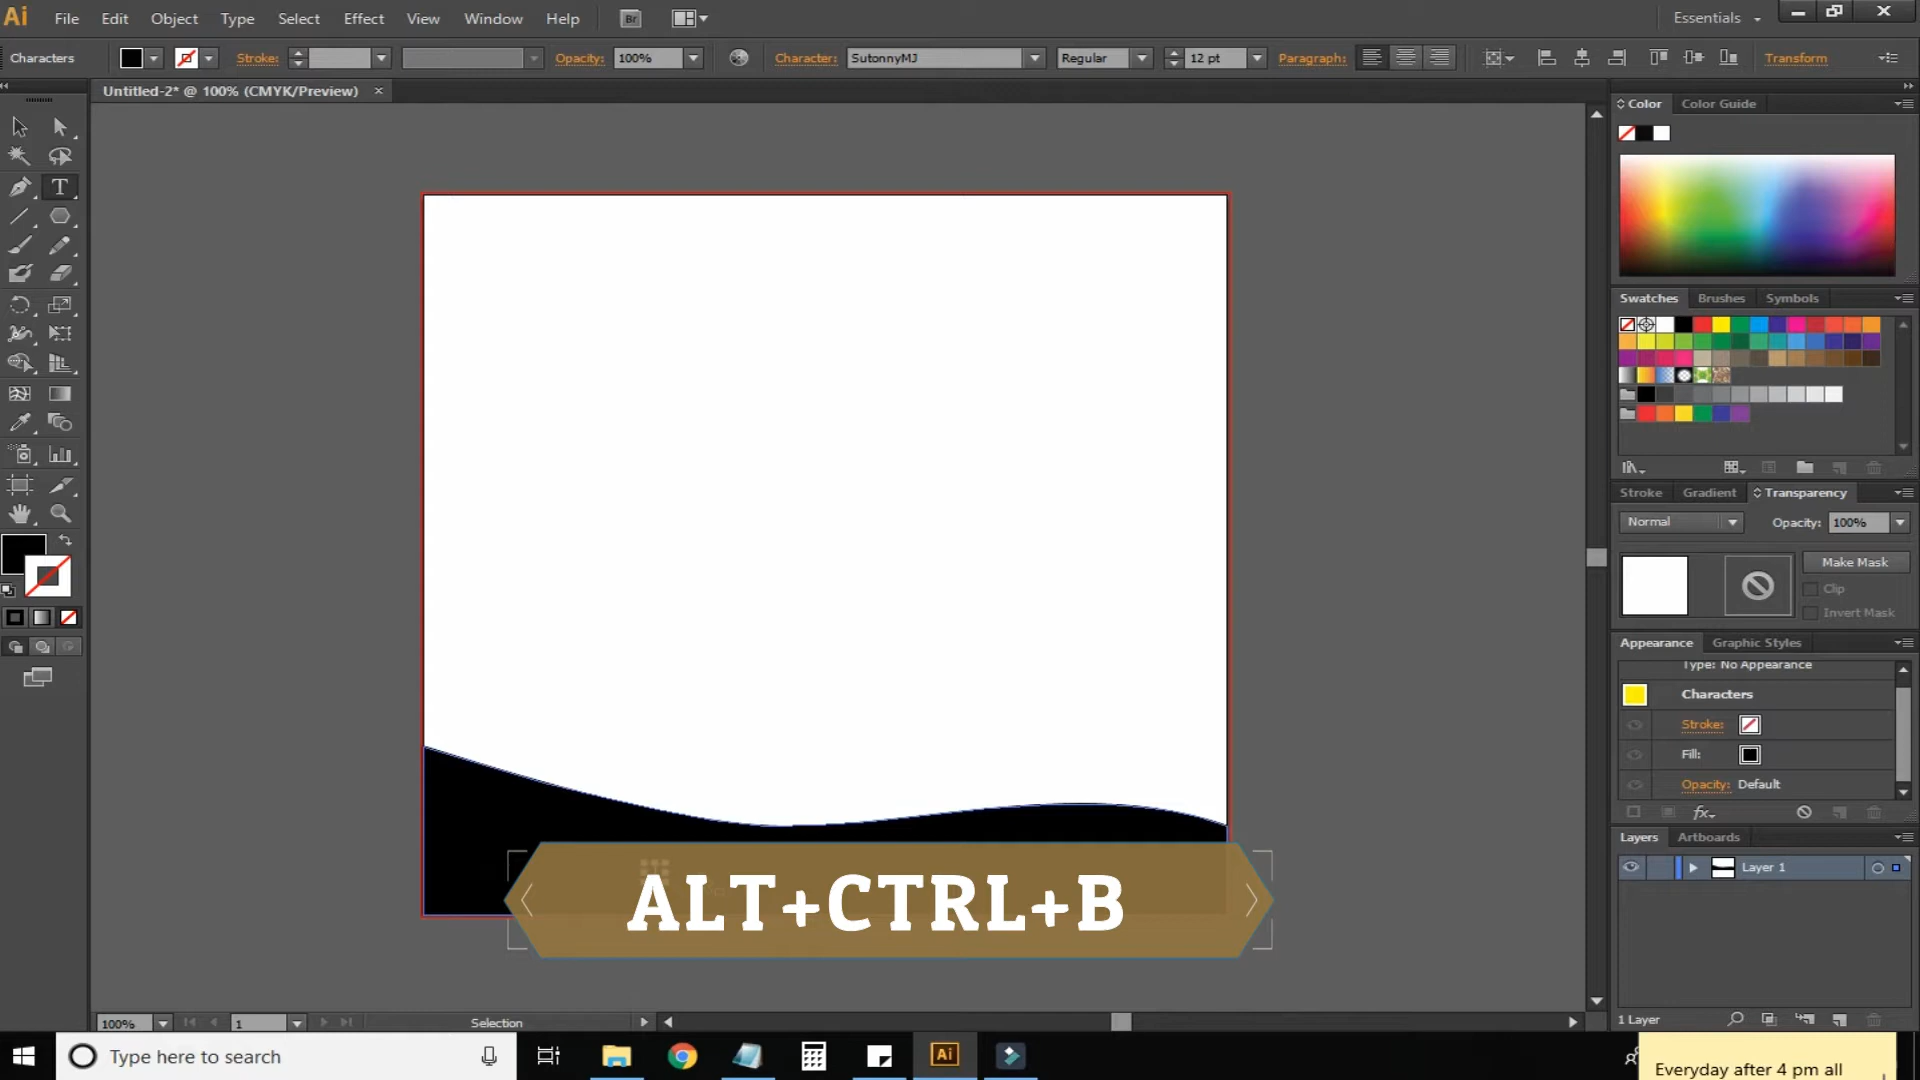 Ai File Edit Object Type Select Effect View Window Help Br Essentials
Characters Stroke: Opacity: 100% Character: SutonnyMJ Regular 12 pt Paragraph: Transform
Untitled-2* @ 100% (CMYK/Preview) ×
Color Color Guide
T
Swatches Brushes Symbols
Stroke Gradient Transparency
Normal Opacity: 100%
Make Mask
Clip
Invert Mask
Appearance Graphic Styles
Type: No Appearance
Characters
Stroke:
Fill:
Opacity: Default
fx
Layers Artboards
Layer 1
ALT+CTRL+B
100% 1 Selection
1 Layer
Type here to search
Ai
Everyday after 4 pm all